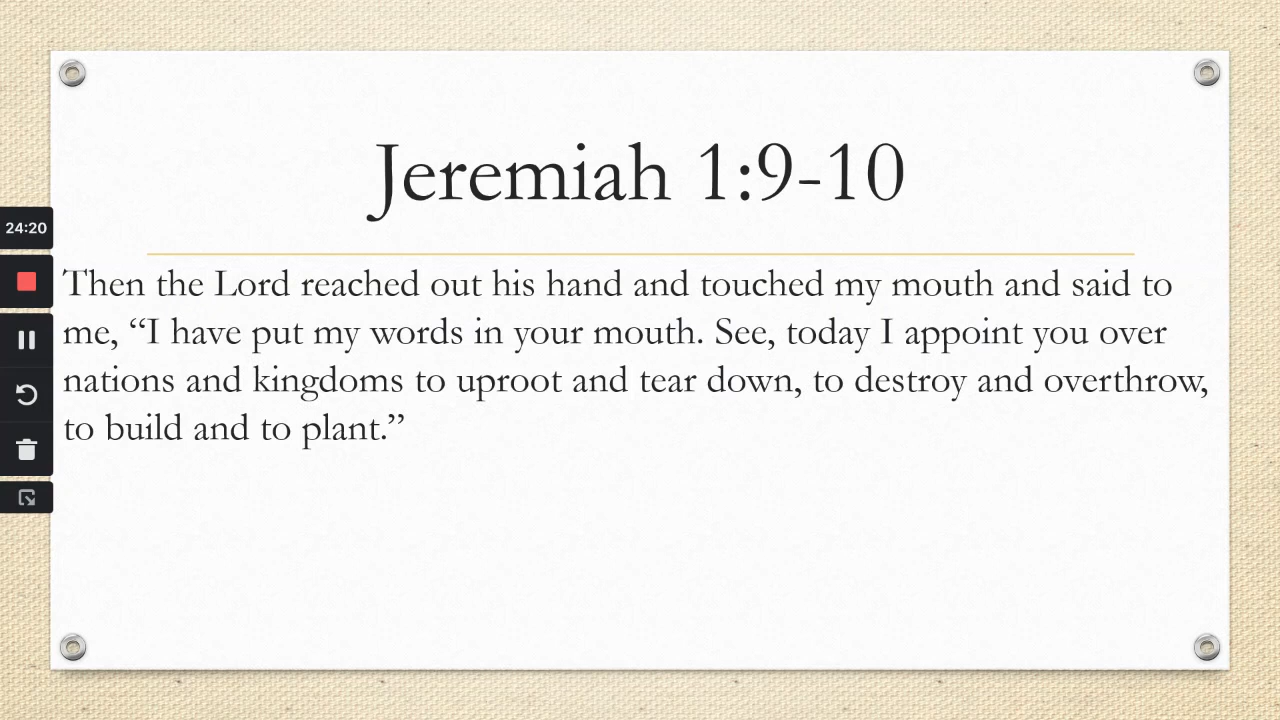 Jeremiah 1:9-10
24:20
Then the Lord reached out his hand and touched my mouth and said to
me, “I have put my words in your mouth. See, today I appoint you over
nations and kingdoms to uproot and tear down, to destroy and overthrow,
to build and to plant.”